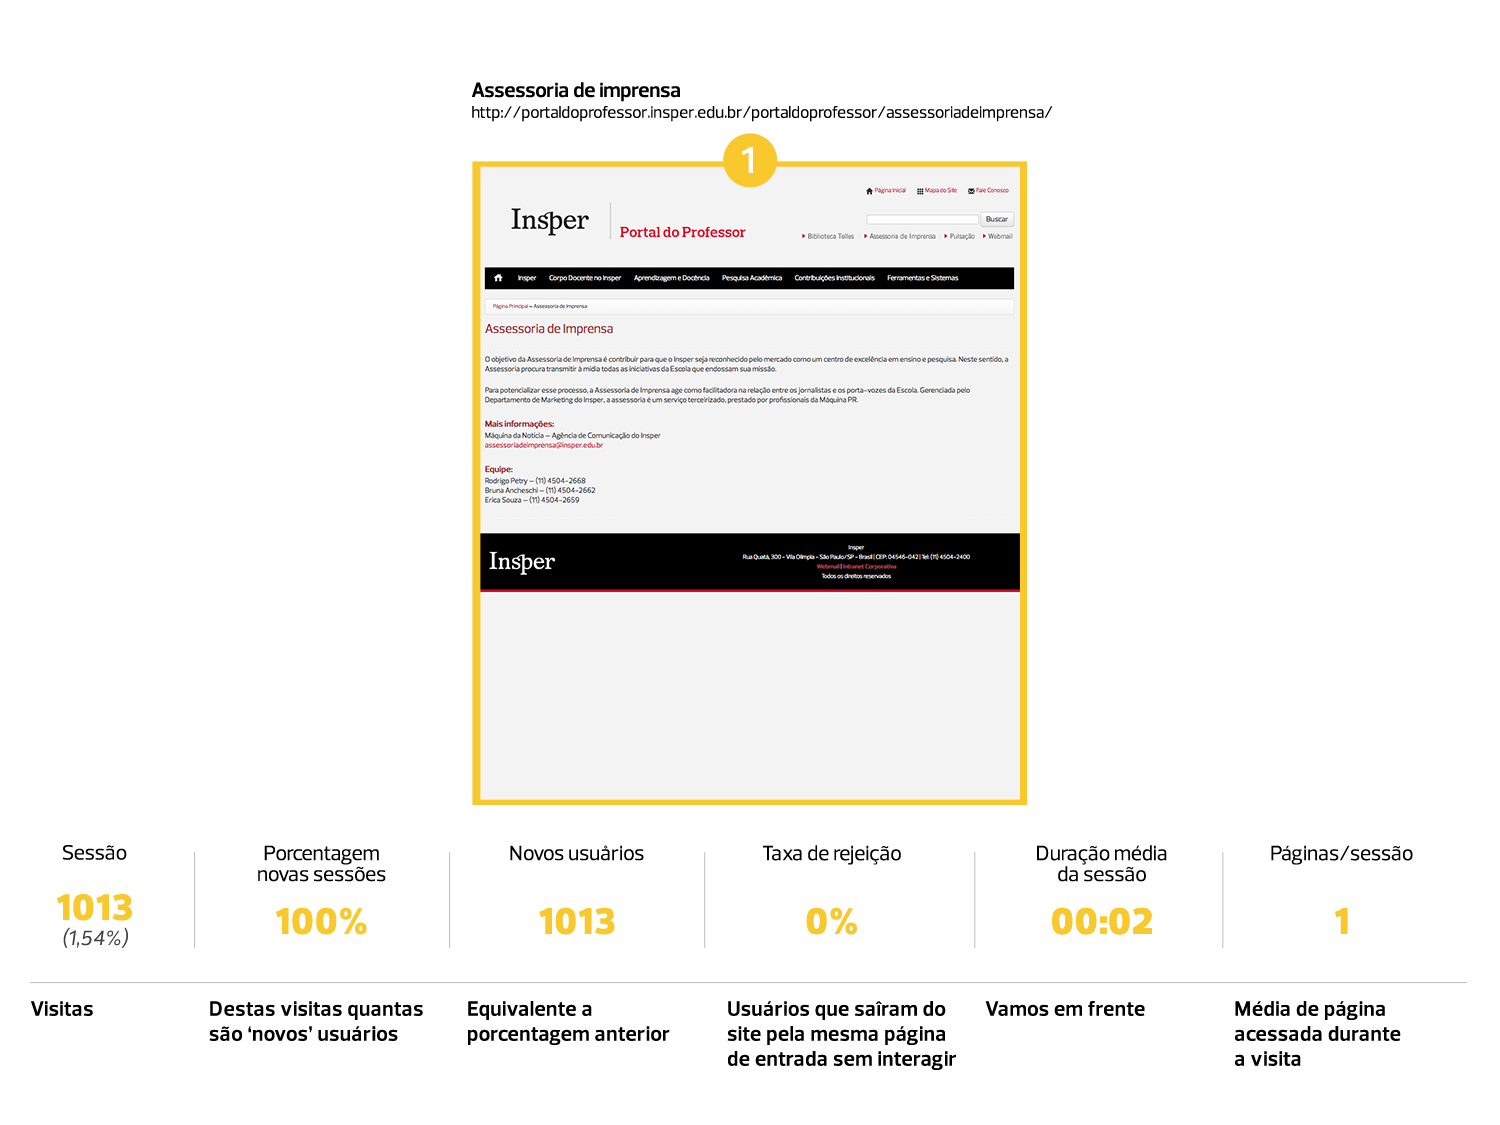 Assessoria de imprensa
http://portaldoprofessor.insper.edu.br/portaldoprofessor/assessoriadeimprensa/
1
Página Inicial Mapa do Site Fale Conosco
Insper Portal do Professor
Buscar
Biblioteca Telles Assessoria de Imprensa Pulsação Webmail
Insper Corpo Docente no Insper Aprendizagem e Docência Pesquisa Acadêmica Contribuições Institucionais Ferramentas e Sistemas
Página Principal » Assessoria de Imprensa
Assessoria de Imprensa
O objetivo da Assessoria de Imprensa é contribuir para que o Insper seja reconhecido pelo mercado como um centro de excelência em ensino e pesquisa. Neste sentido, a
Assessoria procura transmitir à mídia todas as iniciativas da Escola que endossam sua missão.
Para potencializar esse processo, a Assessoria de Imprensa age como facilitadora na relação entre os jornalistas e os porta-vozes da Escola. Gerenciada pelo
Departamento de Marketing do Insper, a assessoria é um serviço terceirizado, prestado por profissionais da Máquina PR.
Mais informações:
Máquina da Notícia – Agência de Comunicação do Insper
assessoriadeimprensa@insper.edu.br
Equipe:
Rodrigo Petry – (11) 4504-2668
Bruna Ancheschi – (11) 4504-2662
Erica Souza – (11) 4504-2659
Insper
Insper
Rua Quatá, 300 - Vila Olímpia - São Paulo/SP - Brasil | CEP: 04546-042 | Tel: (11) 4504-2400
Webmail | Intranet Corporativa
Todos os direitos reservados
Sessão
1013
(1,54%)
Porcentagem
novas sessões
100%
Novos usuårios
1013
Taxa de rejeição
0%
Duração média
da sessão
00:02
Páginas/sessão
1
Visitas
Destas visitas quantas
são ‘novos’ usuários
Equivalente a
porcentagem anterior
Usuários que saîram do
site pela mesma página
de entrada sem interagir
Vamos em frente
Média de página
acessada durante
a visita